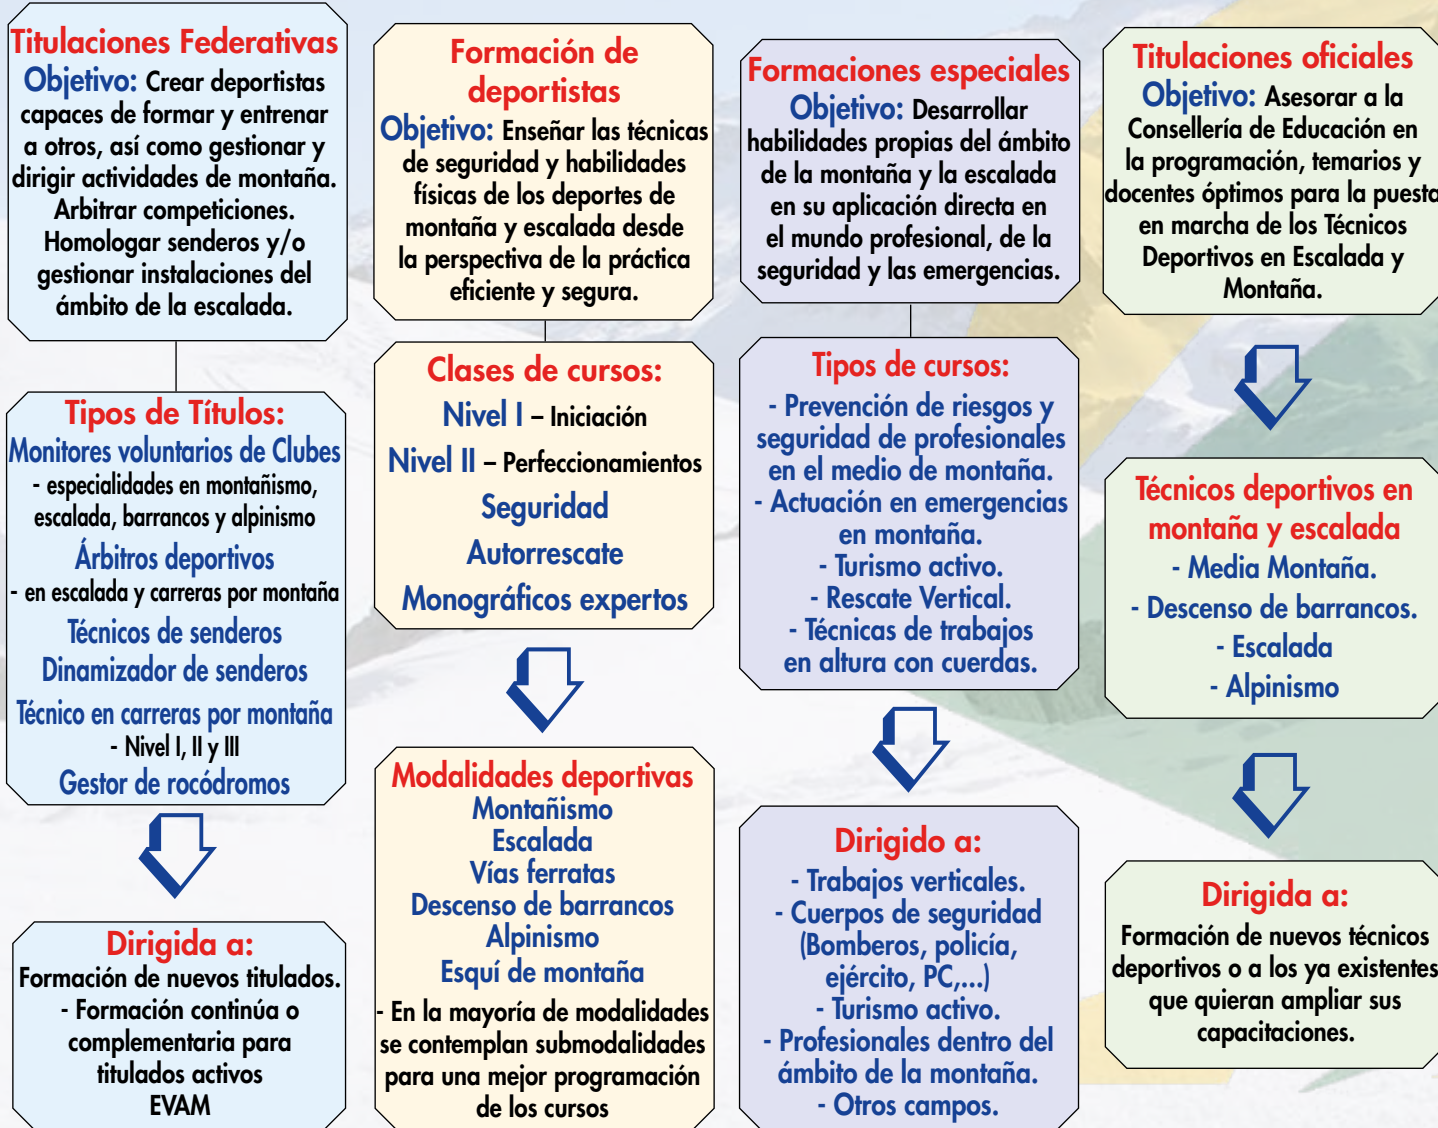 Titulaciones Federativas
Objetivo: Crear deportistas
capaces de formar y entrenar
a otros, así como gestionar y
dirigir actividades de montaña.
Arbitrar competiciones.
Homologar senderos y/o
gestionar instalaciones del
ámbito de la escalada.
Tipos de Títulos:
Monitores voluntarios de Clubes
- especialidades en montañismo,
escalada, barrancos y alpinismo
Árbitros deportivos
- en escalada y carreras por montaña
Técnicos de senderos
Dinamizador de senderos
Técnico en carreras por montaña
- Nivel I, II y III
Gestor de rocódromos
Dirigida a:
Formación de nuevos titulados.
- Formación continúa o
complementaria para
titulados activos
EVAM
Formación de
deportistas
Objetivo: Enseñar las técnicas
de seguridad y habilidades
físicas de los deportes de
montaña y escalada desde
la perspectiva de la práctica
eficiente y segura.
Clases de cursos:
Nivel I – Iniciación
Nivel II – Perfeccionamientos
Seguridad
Autorrescate
Monográficos expertos
Modalidades deportivas
Montañismo
Escalada
Vías ferratas
Descenso de barrancos
Alpinismo
Esquí de montaña
- En la mayoría de modalidades
se contemplan submodalidades
para una mejor programación
de los cursos
Formaciones especiales
Objetivo: Desarrollar
habilidades propias del ámbito
de la montaña y la escalada
en su aplicación directa en
el mundo profesional, de la
seguridad y las emergencias.
Tipos de cursos:
- Prevención de riesgos y
seguridad de profesionales
en el medio de montaña.
- Actuación en emergencias
en montaña.
- Turismo activo.
- Rescate Vertical.
- Técnicas de trabajos
en altura con cuerdas.
Dirigido a:
- Trabajos verticales.
- Cuerpos de seguridad
(Bomberos, policía,
ejército, PC,...)
- Turismo activo.
- Profesionales dentro del
ámbito de la montaña.
- Otros campos.
Titulaciones oficiales
Objetivo: Asesorar a la
Consellería de Educación en
la programación, temarios y
docentes óptimos para la puesta
en marcha de los Técnicos
Deportivos en Escalada y
Montaña.
Técnicos deportivos en
montaña y escalada
- Media Montaña.
- Descenso de barrancos.
- Escalada
- Alpinismo
Dirigida a:
Formación de nuevos técnicos
deportivos o a los ya existentes
que quieran ampliar sus
capacitaciones.